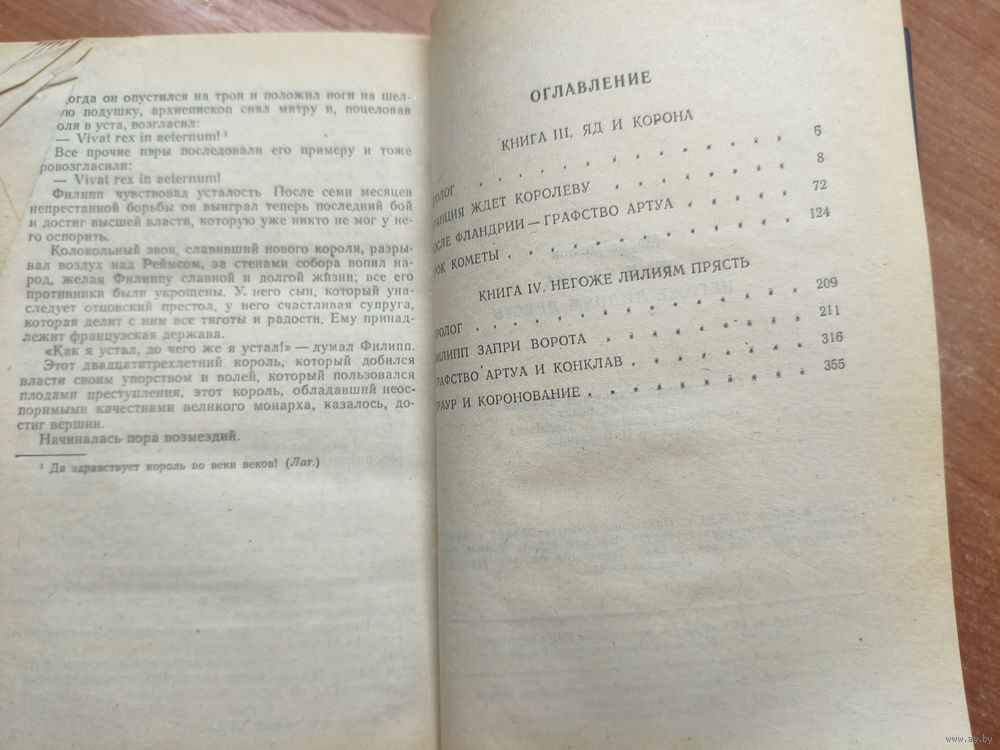 огда он опустился на трон и положил ноги на шел-
ую подушку, архиепископ снял митру и, поцеловав
оля в уста, возгласил:
— Vivat rex in aeternum! ¹
Все прочие пэры последовали его примеру и тоже
ровозгласили:
— Vivat rex in aeternum!
Филипп чувствовал усталость После семи месяцев
непрестанной борьбы он выиграл теперь последний бой
и достиг высшей власти, которую уже никто не мог у не-
го оспорить.
Колокольный звон, славивший нового короля, разры-
вал воздух над Реймсом, за стенами собора вопил на-
род, желая Филиппу славной и долгой жизни; все его
противники были укрощены. У него сын, который уна-
следует отцовский престол, у него счастливая супруга,
которая делит с ним все тяготы и радости. Ему принад-
лежит французская держава.
«Как я устал, до чего же я устал!» — думал Филипп.
Этот двадцатитрехлетний король, который добился
власти своим упорством и волей, который пользовался
плодами преступления, этот король, обладавший неос-
поримыми качествами великого монарха, казалось, до-
стиг вершин.
Начиналась пора возмездий.
¹ Да здравствует король во веки веков! (Лат.)
ОГЛАВЛЕНИЕ
КНИГА III. ЯД И КОРОНА
РОЛОГ . . . . . . . . 6
РАНЦИЯ ЖДЕТ КОРОЛЕВУ . . . . . . 8
ОСЛЕ ФЛАНДРИИ — ГРАФСТВО АРТУА . . . . 72
РОК КОМЕТЫ . . . . . . . . 124
КНИГА IV. НЕГОЖЕ ЛИЛИЯМ ПРЯСТЬ
РОЛОГ . . . . . . . . . 209
ИЛИПП ЗАПРИ ВОРОТА . . . . . . 211
РАФСТВО АРТУА И КОНКЛАВ . . . . . 316
РАУР И КОРОНОВАНИЕ . . . . . . 355
www.ay.by